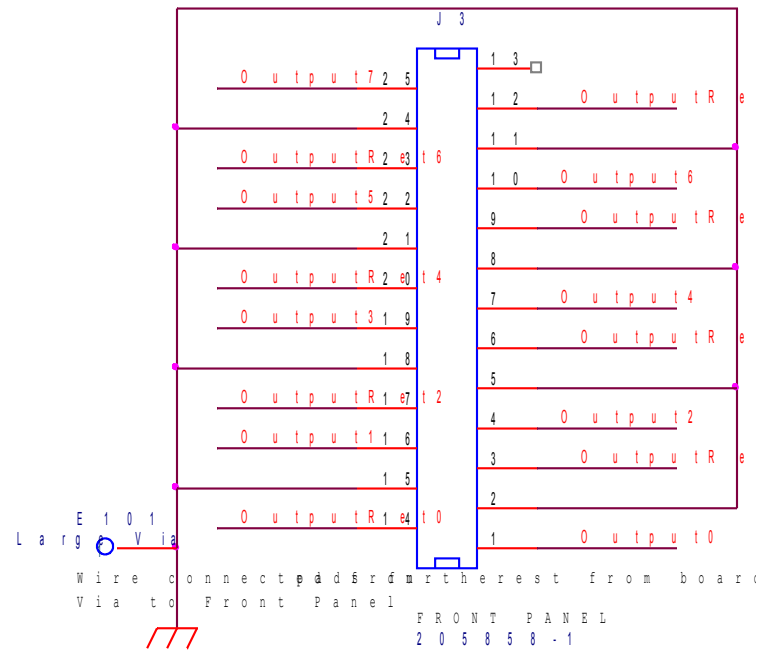 J3
13
Output7 25
12 OutputRe
24
11
OutputRet6 23
10 Output6
Output5 22
9 OutputRe
21
8
OutputRet4 20
7 Output4
Output3 19
6 OutputRe
18
5
OutputRet2 17
4 Output2
Output1 16
3 OutputRe
15
2
OutputRet0 14
1 Output0
E101
Large Via
Wire connected from
furtherest from board
Via to Front Panel
FRONT PANEL
205858-1